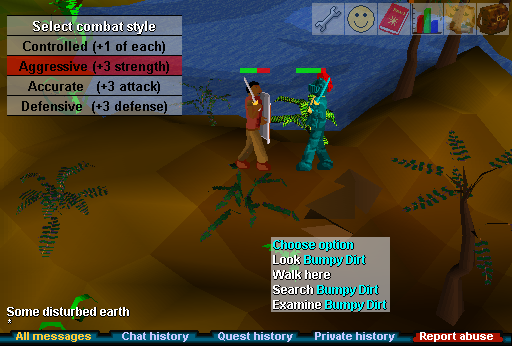 Select combat style
Controlled (+1 of each)
Aggressive (+3 strength)
Accurate (+3 attack)
Defensive (+3 defense)
Choose option
Look Bumpy Dirt
Walk here
Search Bumpy Dirt
Examine Bumpy Dirt
Some disturbed earth
*
All messages Chat history Quest history Private history Report abuse